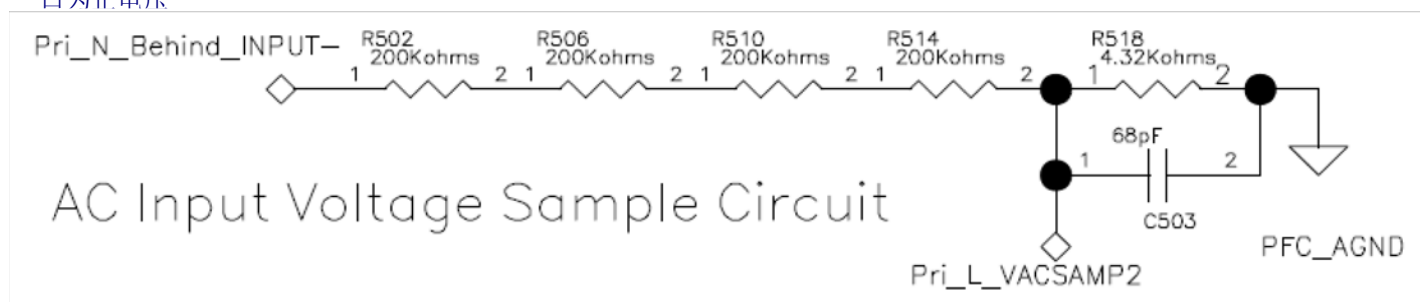 Pri_N_Behind_INPUT-
R502
200Kohms
1 2
R506
200Kohms
1 2
R510
200Kohms
1 2
R514
200Kohms
1 2
R518
4.32Kohms
1 2
68pF
1 2
C503
AC Input Voltage Sample Circuit
PFC_AGND
Pri_L_VACSAMP2